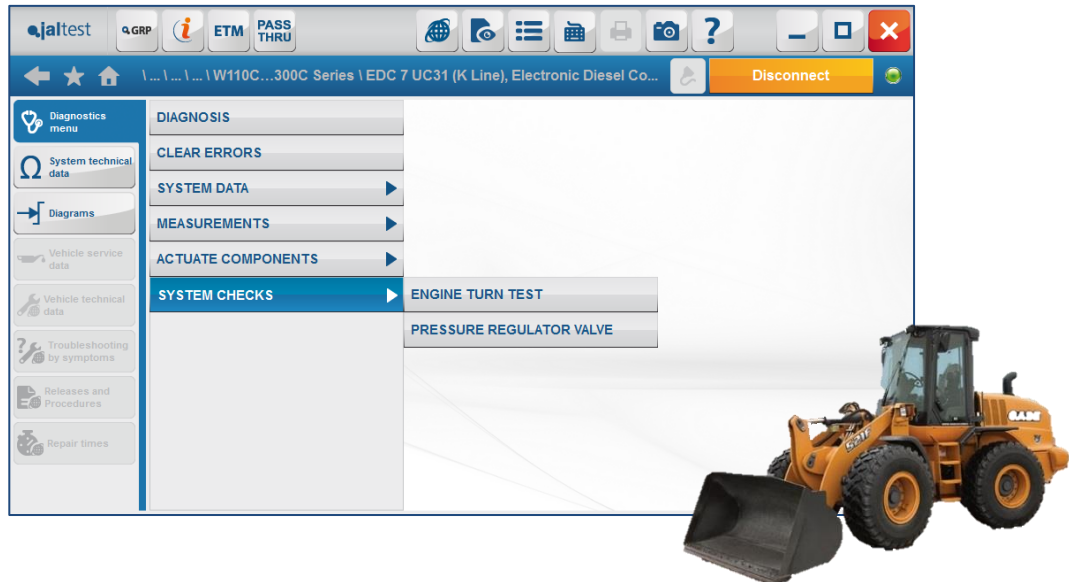 jaltest
GRP
i
ETM
PASS
THRU
?
\ ... \ ... \ ... \ W110C...300C Series \ EDC 7 UC31 (K Line), Electronic Diesel Co...
Disconnect
Diagnostics
menu
System technical
data
Diagrams
Vehicle service
data
Vehicle technical
data
Troubleshooting
by symptoms
Releases and
Procedures
Repair times
DIAGNOSIS
CLEAR ERRORS
SYSTEM DATA
MEASUREMENTS
ACTUATE COMPONENTS
SYSTEM CHECKS
ENGINE TURN TEST
PRESSURE REGULATOR VALVE
CASE
521E